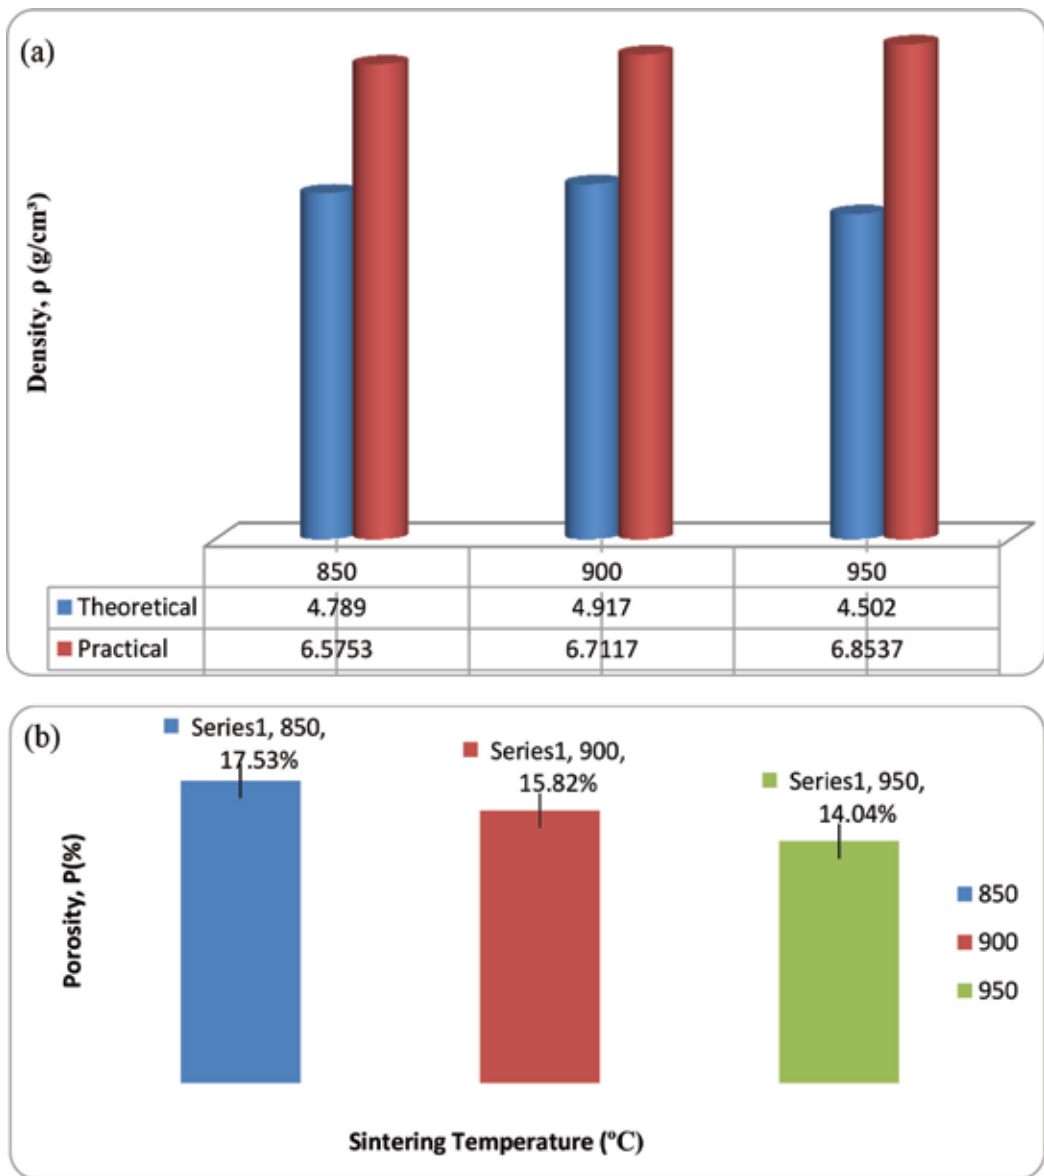 (a)
Density, ρ (g/cm³)
850 900 950
Theoretical 4.789 4.917 4.502
Practical 6.5753 6.7117 6.8537
(b)
Series1, 850,
17.53%
Series1, 900,
15.82%
Series1, 950,
14.04%
Porosity, P(%)
850
900
950
Sintering Temperature (°C)